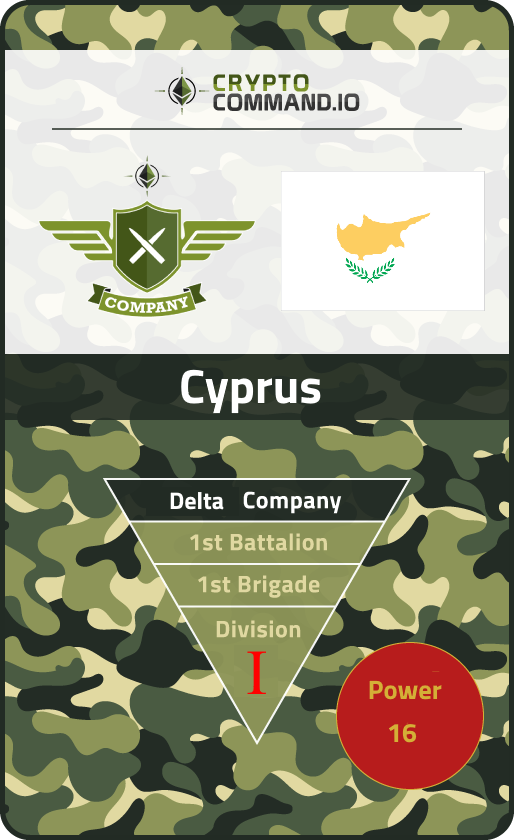 CRYPTO
COMMAND.IO
COMPANY
Cyprus
Delta Company
1st Battalion
1st Brigade
Division
I
Power
16